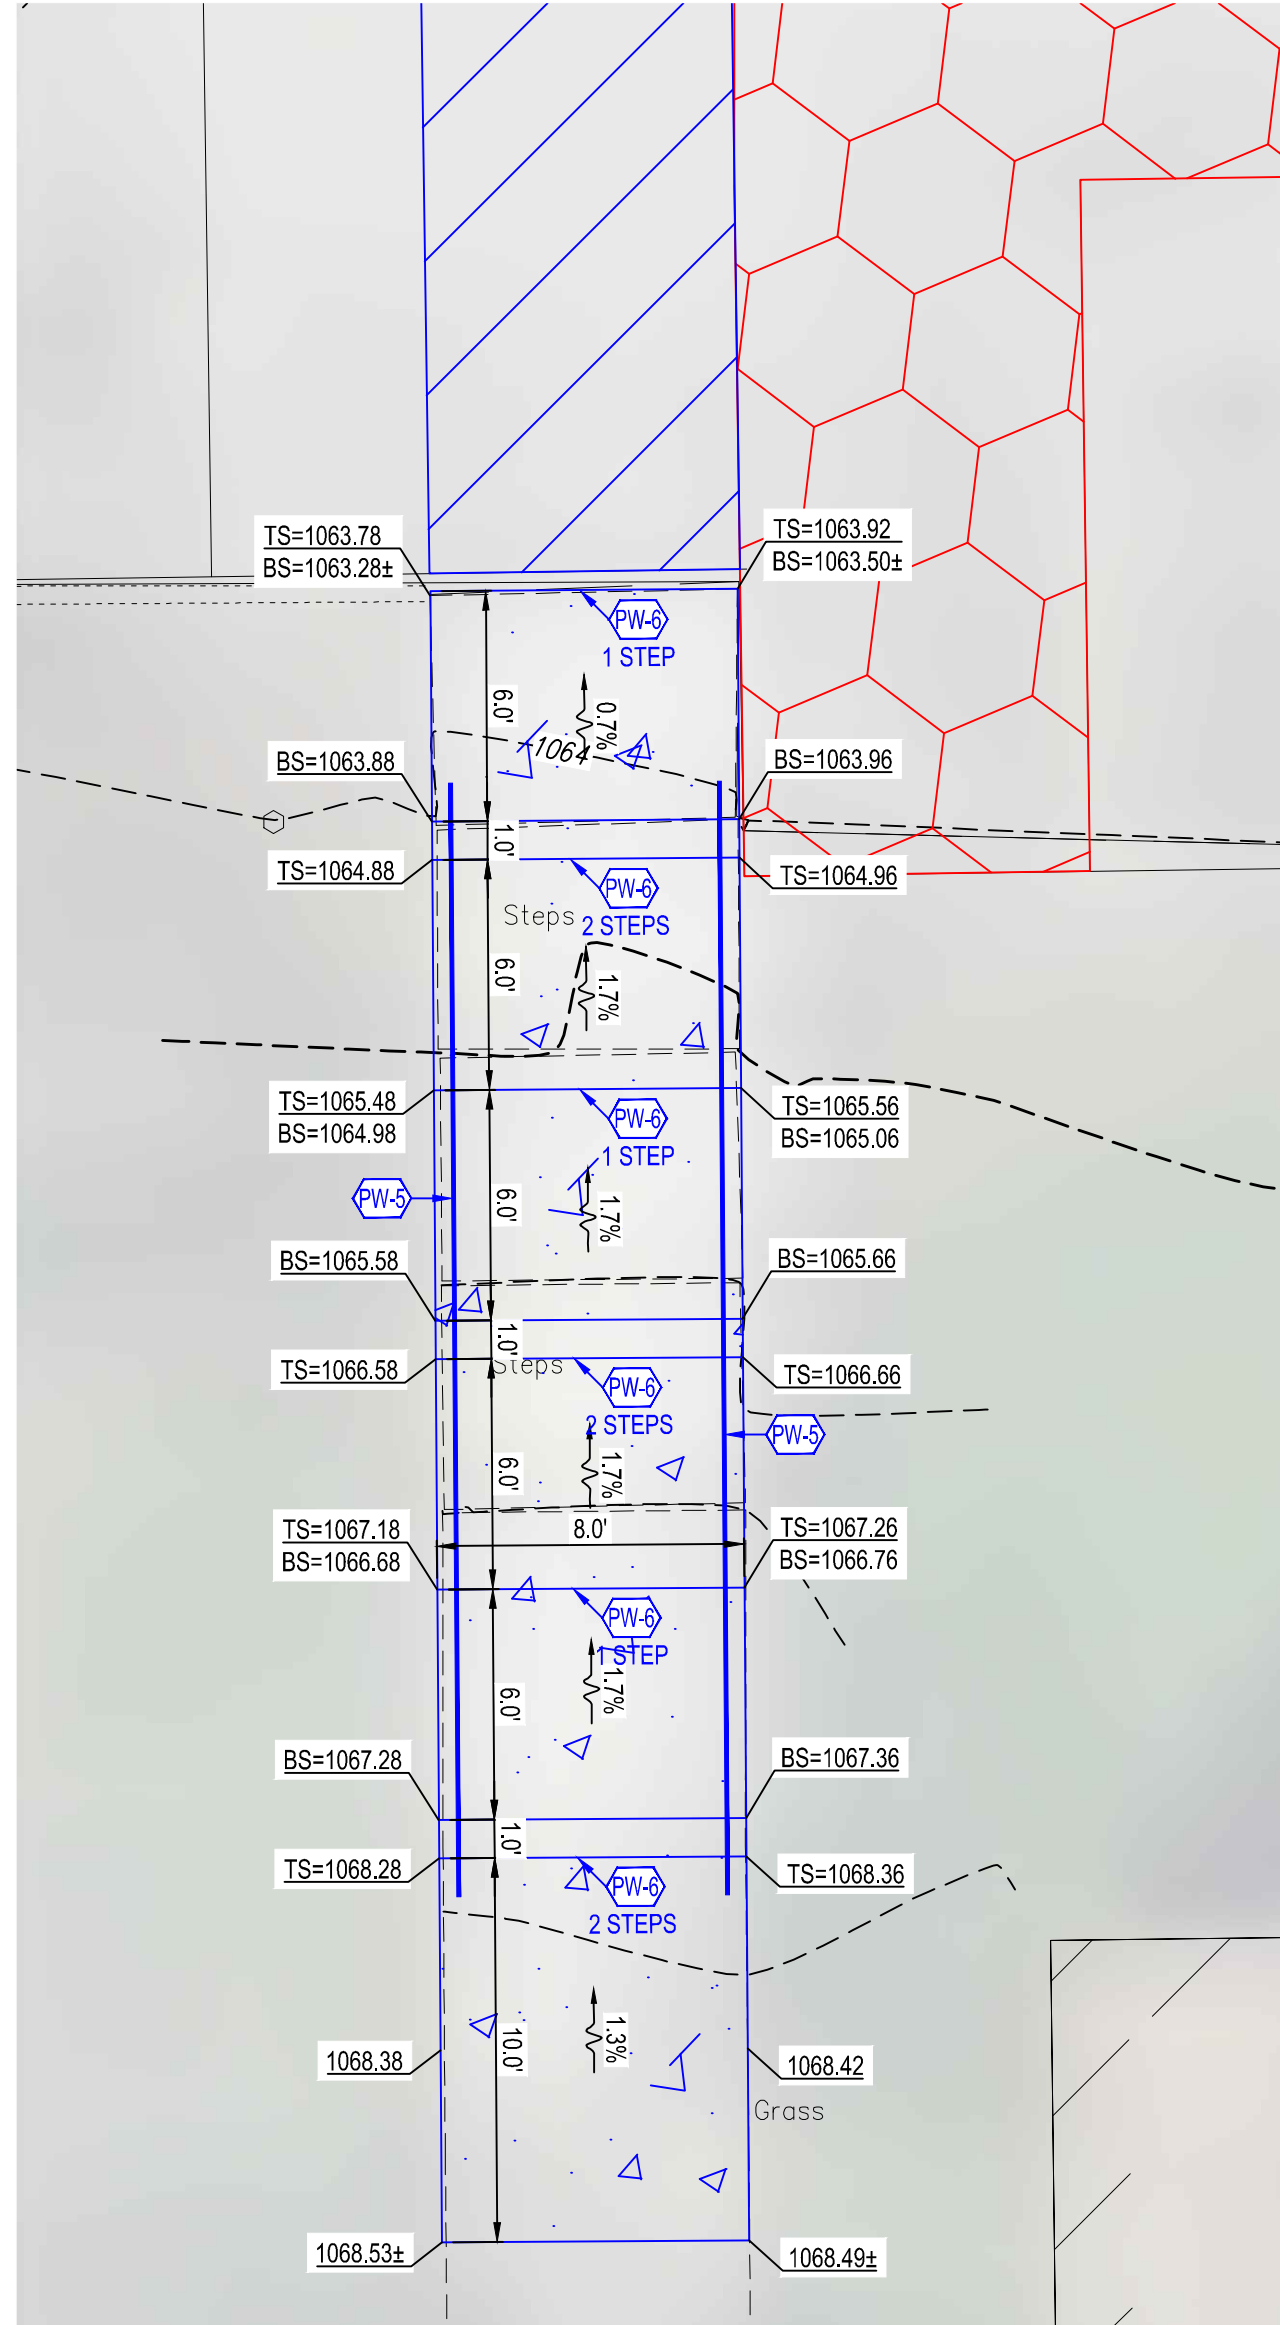 TS=1063.78
BS=1063.28±
TS=1063.92
BS=1063.50±
PW-6
1 STEP
6.0'
0.7%
1064
BS=1063.88
BS=1063.96
1.0'
TS=1064.88
TS=1064.96
PW-6
2 STEPS
Steps
6.0'
1.7%
TS=1065.48
BS=1064.98
TS=1065.56
BS=1065.06
PW-6
1 STEP
PW-5
6.0'
1.7%
BS=1065.58
BS=1065.66
1.0'
Steps
TS=1066.58
TS=1066.66
PW-6
2 STEPS
PW-5
6.0'
1.7%
8.0'
TS=1067.18
BS=1066.68
TS=1067.26
BS=1066.76
PW-6
1 STEP
6.0'
1.7%
BS=1067.28
BS=1067.36
1.0'
TS=1068.28
TS=1068.36
PW-6
2 STEPS
10.0'
1.3%
1068.38
1068.42
Grass
1068.53±
1068.49±